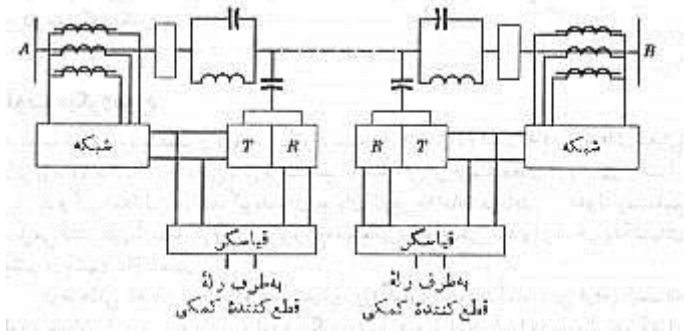 A
B
شبکه
T
R
R
T
شبکه
قیاسگر
قیاسگر
به‌طرف رلهٔ
قطع کنندهٔ کمکی
به‌طرف رلهٔ
قطع کنندهٔ کمکی